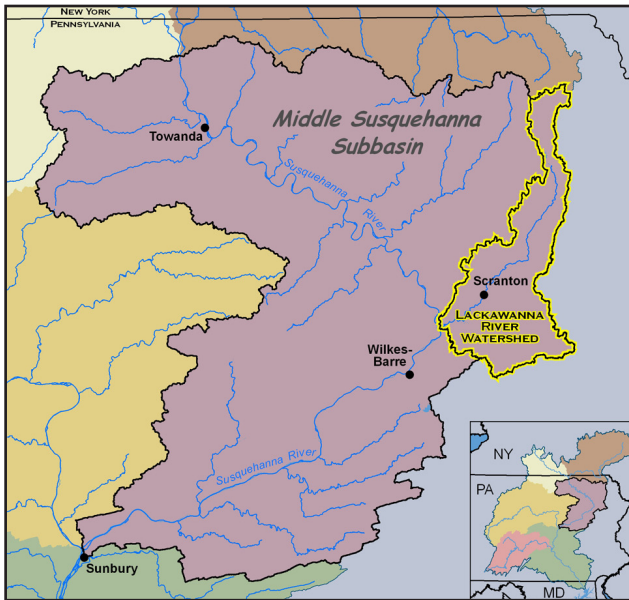 NEW YORK
PENNSYLVANIA
Middle Susquehanna
Subbasin
Towanda
Susquehanna
River
Scranton
LACKAWANNA
RIVER
WATERSHED
Wilkes-
Barre
Susquehanna River
Sunbury
NY
PA
MD